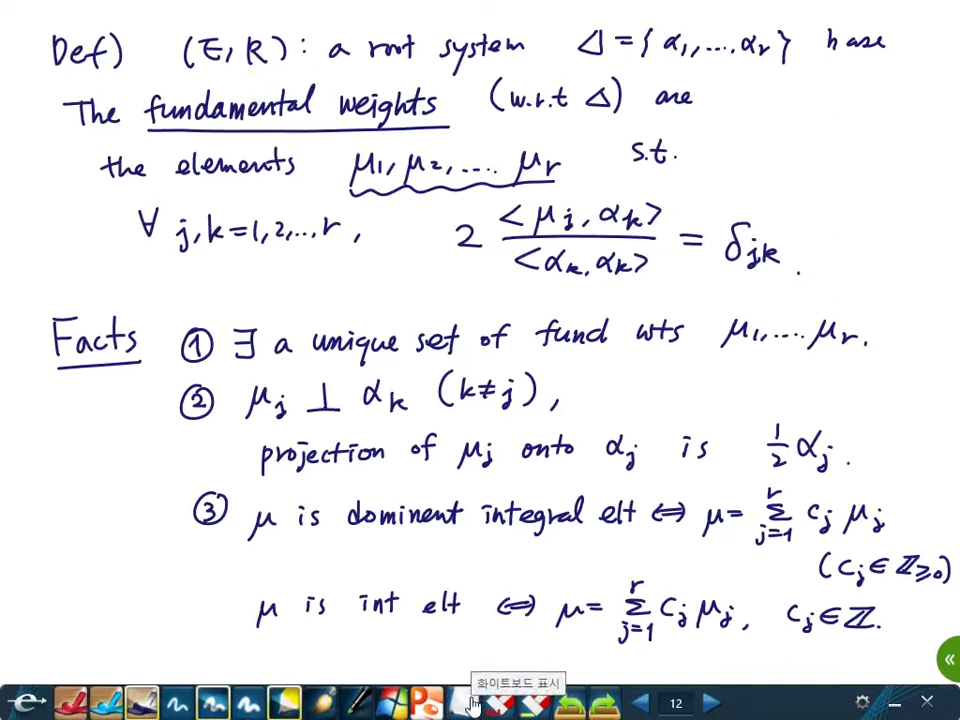 Def) (E, R) : a root system Δ = { α₁, ..., αᵣ } base
The fundamental weights (w.r.t Δ) are
the elements μ₁, μ₂, .... μᵣ s.t.
∀ j, k = 1, 2, ..., r, 2 <μⱼ, αₖ> / <αₖ, αₖ> = δⱼₖ .
Facts ① ∃ a unique set of fund wts μ₁, .... μᵣ.
② μⱼ ⊥ αₖ (k ≠ j),
projection of μⱼ onto αⱼ is 1/2 αⱼ .
③ μ is dominent integral elt ⇔ μ = Σ_{j=1}^{r} cⱼ μⱼ
(cⱼ ∈ ℤ≥0)
μ is int elt ⇔ μ = Σ_{j=1}^{r} cⱼ μⱼ, cⱼ ∈ ℤ.
화이트보드 표시
12